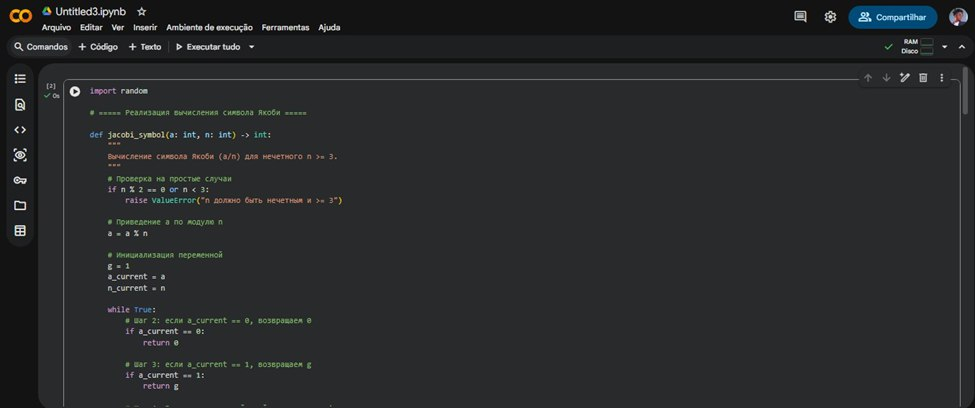 CO Untitled3.ipynb
Arquivo Editar Ver Inserir Ambiente de execução Ferramentas Ajuda
Compartilhar
Comandos + Código + Texto Executar tudo
RAM
Disco
[2]
0s
import random
# ===== Реализация вычисления символа Якоби =====
def jacobi_symbol(a: int, n: int) -> int:
"""
Вычисление символа Якоби (a/n) для нечетного n >= 3.
"""
# Проверка на простые случаи
if n % 2 == 0 or n < 3:
raise ValueError("n должно быть нечетным и >= 3")
# Приведение a по модулю n
a = a % n
# Инициализация переменной
g = 1
a_current = a
n_current = n
while True:
# Шаг 2: если a_current == 0, возвращаем 0
if a_current == 0:
return 0
# Шаг 3: если a_current == 1, возвращаем g
if a_current == 1:
return g